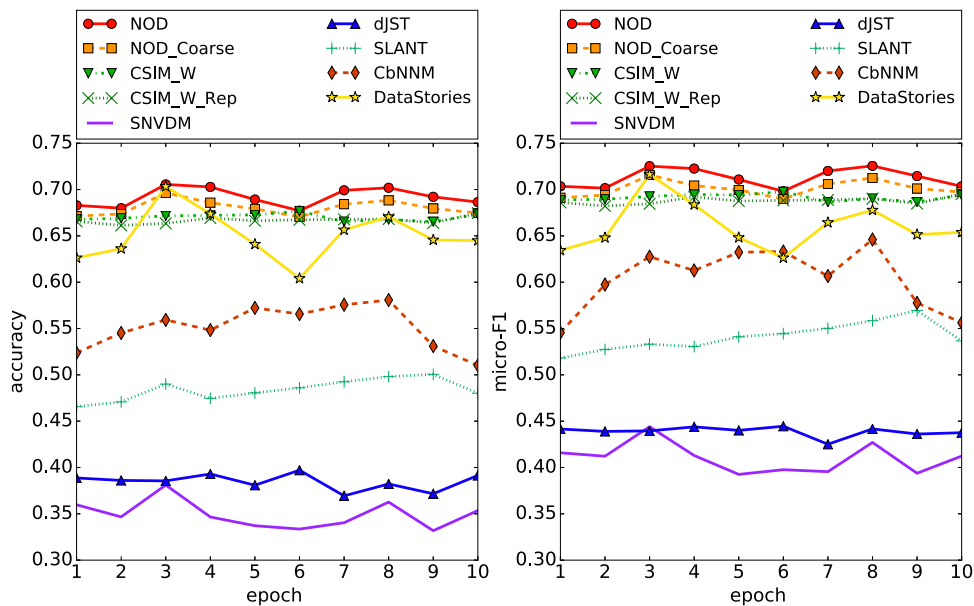 NOD
NOD_Coarse
CSIM_W
CSIM_W_Rep
SNVDM
dJST
SLANT
CbNNM
DataStories
0.75
0.70
0.65
0.60
0.55
0.50
0.45
0.40
0.35
0.30
accuracy
1 2 3 4 5 6 7 8 9 10
epoch
NOD
NOD_Coarse
CSIM_W
CSIM_W_Rep
SNVDM
dJST
SLANT
CbNNM
DataStories
0.75
0.70
0.65
0.60
0.55
0.50
0.45
0.40
0.35
0.30
micro-F1
1 2 3 4 5 6 7 8 9 10
epoch